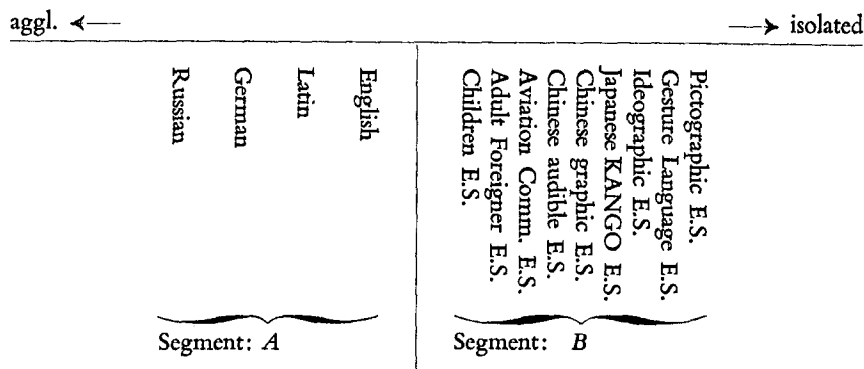 aggl. ← → isolated
Russian
German
Latin
English
Children E.S.
Adult Foreigner E.S.
Aviation Comm. E.S.
Chinese audible E.S.
Chinese graphic E.S.
Japanese KANGO E.S.
Ideographic E.S.
Gesture Language E.S.
Pictographic E.S.
Segment: A
Segment: B